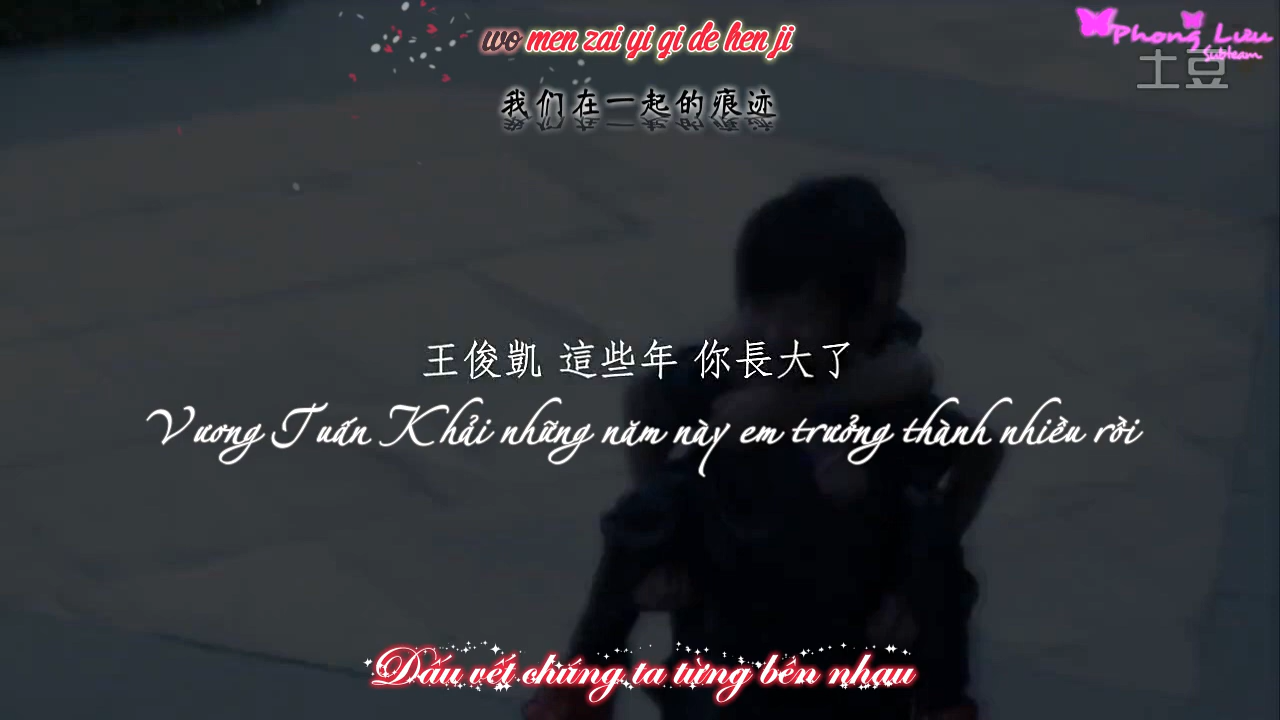 wo men zai yi qi de hen ji
Phong Lưu
Subteam
土豆
我们在一起的痕迹
王俊凱 這些年 你長大了
Vương Tuấn Khải những năm này em trưởng thành nhiều rồi
Dấu vết chúng ta từng bên nhau